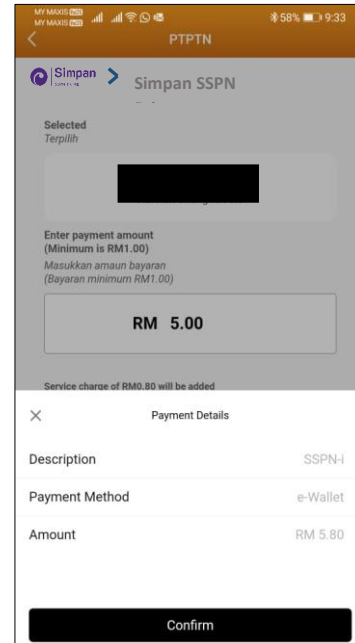 MY MAXIS
MY MAXIS
58% 9:33
PTPTN
Simpan
Simpan SSPN
Selected
Terpilih
Enter payment amount
(Minimum is RM1.00)
Masukkan amaun bayaran
(Bayaran minimum RM1.00)
RM 5.00
Service charge of RM0.80 will be added
Payment Details
Description SSPN-i
Payment Method e-Wallet
Amount RM 5.80
Confirm